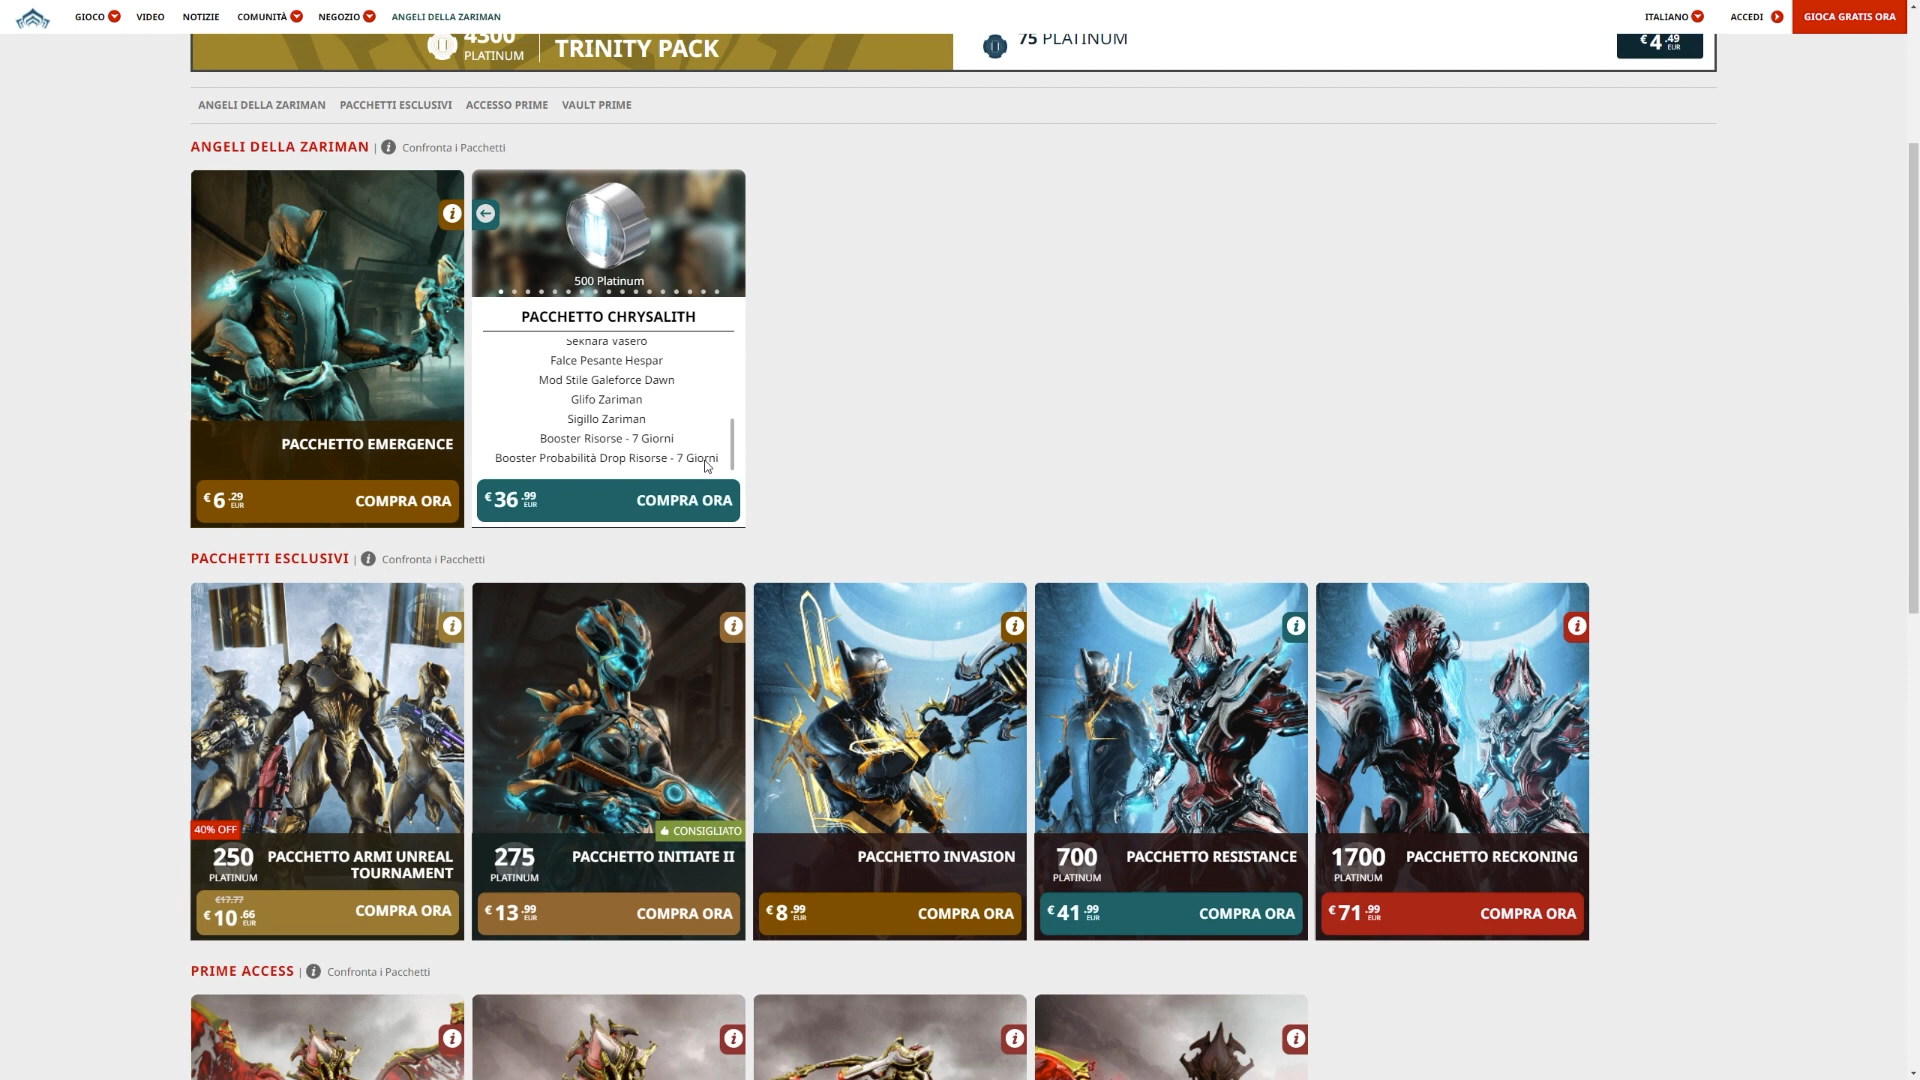 GIOCO VIDEO NOTIZIE COMUNITÀ NEGOZIO ANGELI DELLA ZARIMAN ITALIANO ACCEDI GIOCA GRATIS ORA
4300 PLATINUM
TRINITY PACK
75 PLATINUM
€ 4 .49 EUR
ANGELI DELLA ZARIMAN PACCHETTI ESCLUSIVI ACCESSO PRIME VAULT PRIME
ANGELI DELLA ZARIMAN | i Confronta i Pacchetti
PACCHETTO EMERGENCE
€ 6 .29 EUR COMPRA ORA
500 Platinum
PACCHETTO CHRYSALITH
Sekhara Vasero
Falce Pesante Hespar
Mod Stile Galeforce Dawn
Glifo Zariman
Sigillo Zariman
Booster Risorse - 7 Giorni
Booster Probabilità Drop Risorse - 7 Giorni
€ 36 .99 EUR COMPRA ORA
PACCHETTI ESCLUSIVI | i Confronta i Pacchetti
40% OFF
250 PLATINUM
PACCHETTO ARMI UNREAL
TOURNAMENT
€17.77
€ 10 .66 EUR COMPRA ORA
CONSIGLIATO
275 PLATINUM
PACCHETTO INITIATE II
€ 13 .99 EUR COMPRA ORA
PACCHETTO INVASION
€ 8 .99 EUR COMPRA ORA
700 PLATINUM
PACCHETTO RESISTANCE
€ 41 .99 EUR COMPRA ORA
1700 PLATINUM
PACCHETTO RECKONING
€ 71 .99 EUR COMPRA ORA
PRIME ACCESS | i Confronta i Pacchetti